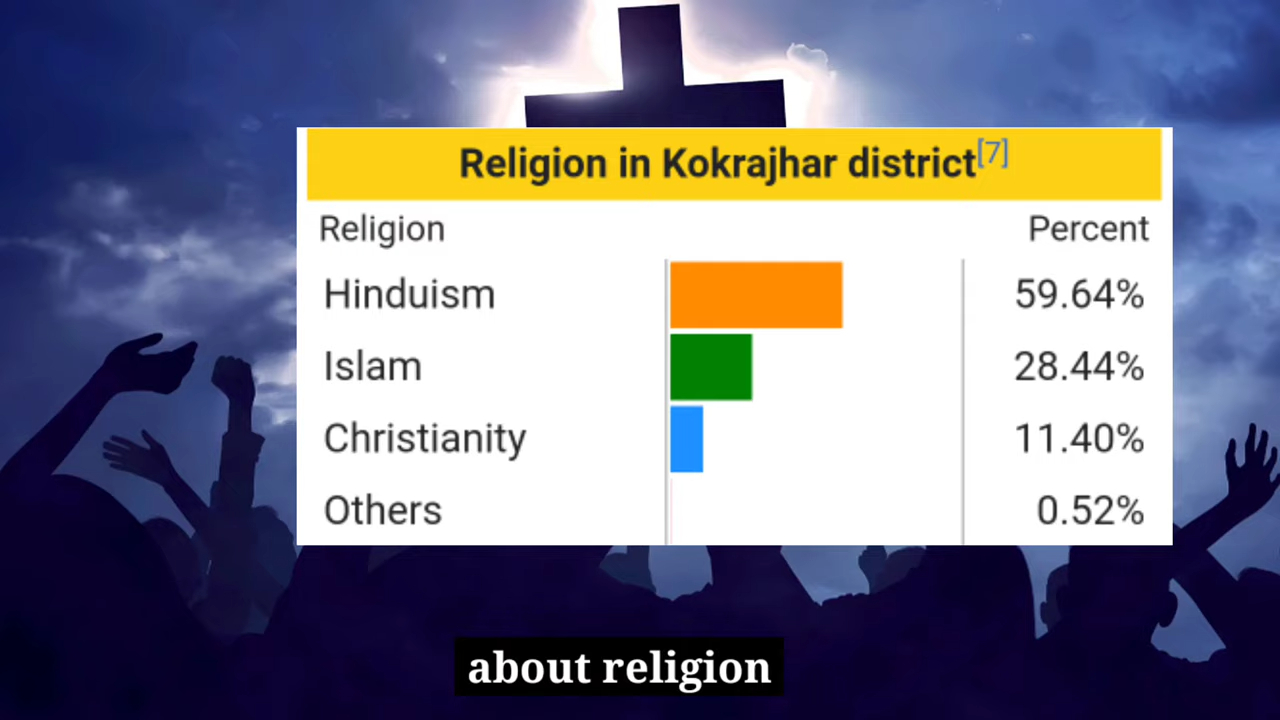 Religion in Kokrajhar district[7]
Religion Percent
Hinduism 59.64%
Islam 28.44%
Christianity 11.40%
Others 0.52%
about religion